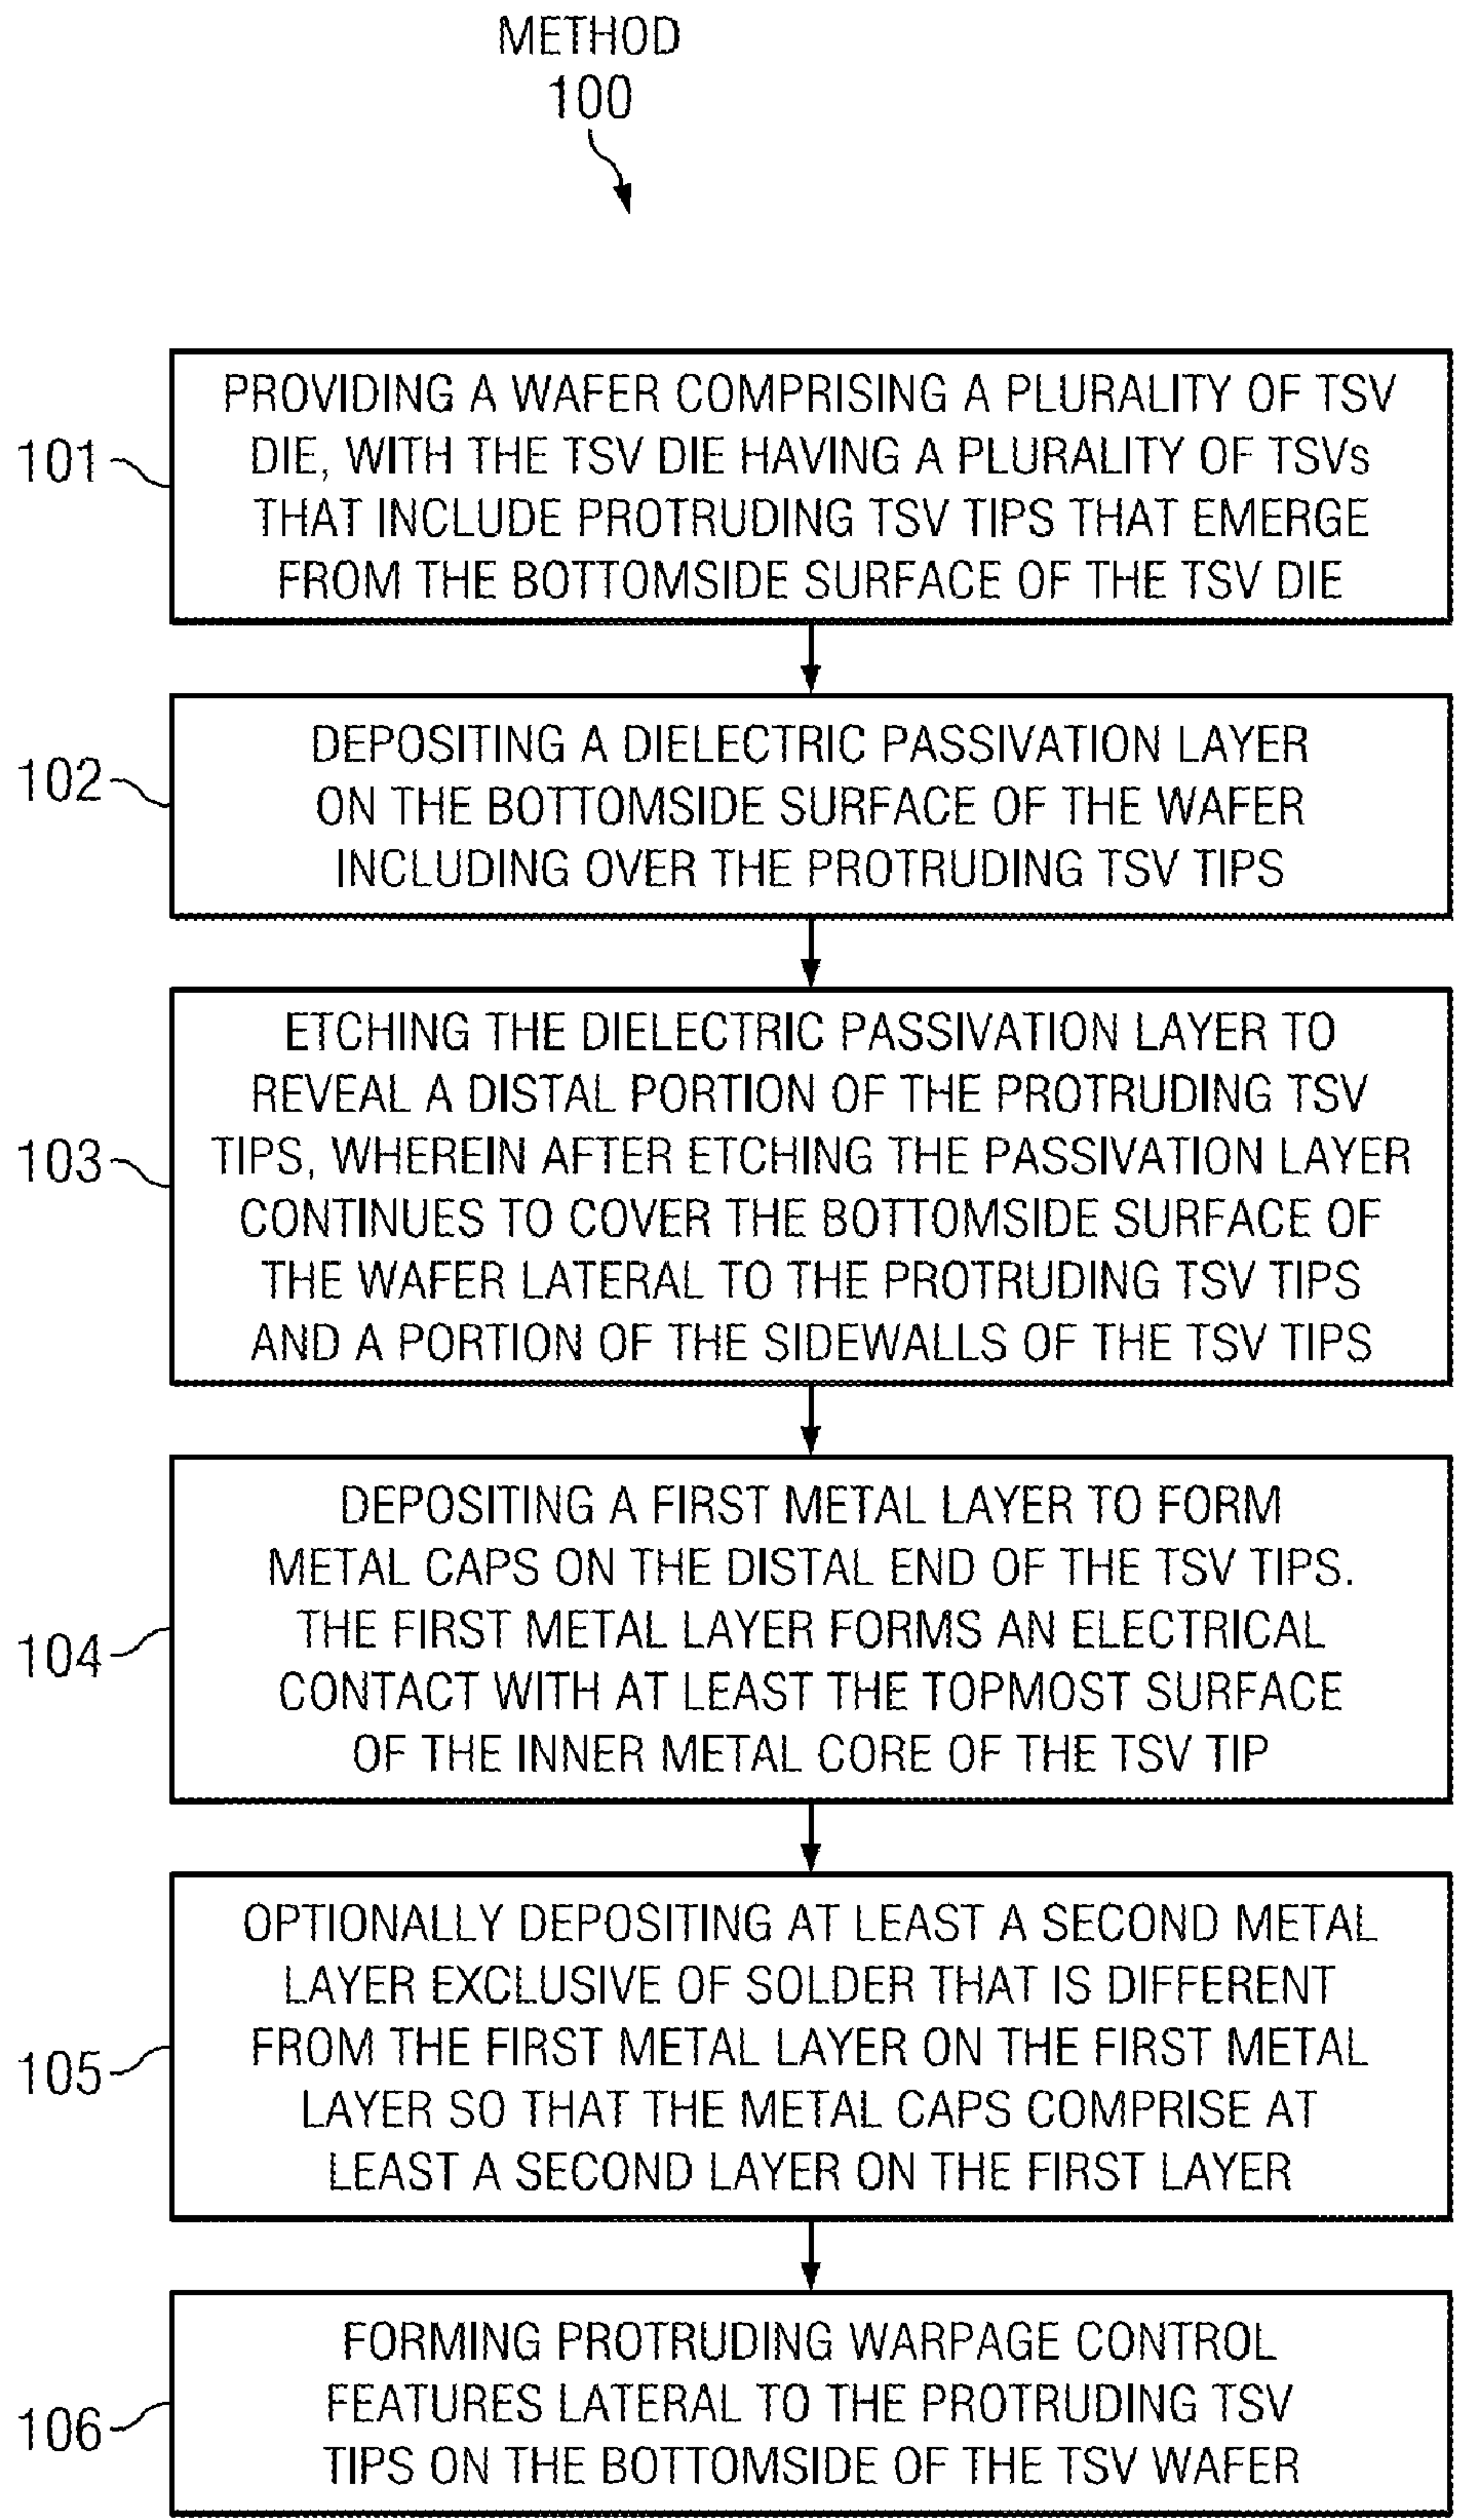 METHOD
100
101
PROVIDING A WAFER COMPRISING A PLURALITY OF TSV
DIE, WITH THE TSV DIE HAVING A PLURALITY OF TSVs
THAT INCLUDE PROTRUDING TSV TIPS THAT EMERGE
FROM THE BOTTOMSIDE SURFACE OF THE TSV DIE
102
DEPOSITING A DIELECTRIC PASSIVATION LAYER
ON THE BOTTOMSIDE SURFACE OF THE WAFER
INCLUDING OVER THE PROTRUDING TSV TIPS
103
ETCHING THE DIELECTRIC PASSIVATION LAYER TO
REVEAL A DISTAL PORTION OF THE PROTRUDING TSV
TIPS, WHEREIN AFTER ETCHING THE PASSIVATION LAYER
CONTINUES TO COVER THE BOTTOMSIDE SURFACE OF
THE WAFER LATERAL TO THE PROTRUDING TSV TIPS
AND A PORTION OF THE SIDEWALLS OF THE TSV TIPS
104
DEPOSITING A FIRST METAL LAYER TO FORM
METAL CAPS ON THE DISTAL END OF THE TSV TIPS.
THE FIRST METAL LAYER FORMS AN ELECTRICAL
CONTACT WITH AT LEAST THE TOPMOST SURFACE
OF THE INNER METAL CORE OF THE TSV TIP
105
OPTIONALLY DEPOSITING AT LEAST A SECOND METAL
LAYER EXCLUSIVE OF SOLDER THAT IS DIFFERENT
FROM THE FIRST METAL LAYER ON THE FIRST METAL
LAYER SO THAT THE METAL CAPS COMPRISE AT
LEAST A SECOND LAYER ON THE FIRST LAYER
106
FORMING PROTRUDING WARPAGE CONTROL
FEATURES LATERAL TO THE PROTRUDING TSV
TIPS ON THE BOTTOMSIDE OF THE TSV WAFER